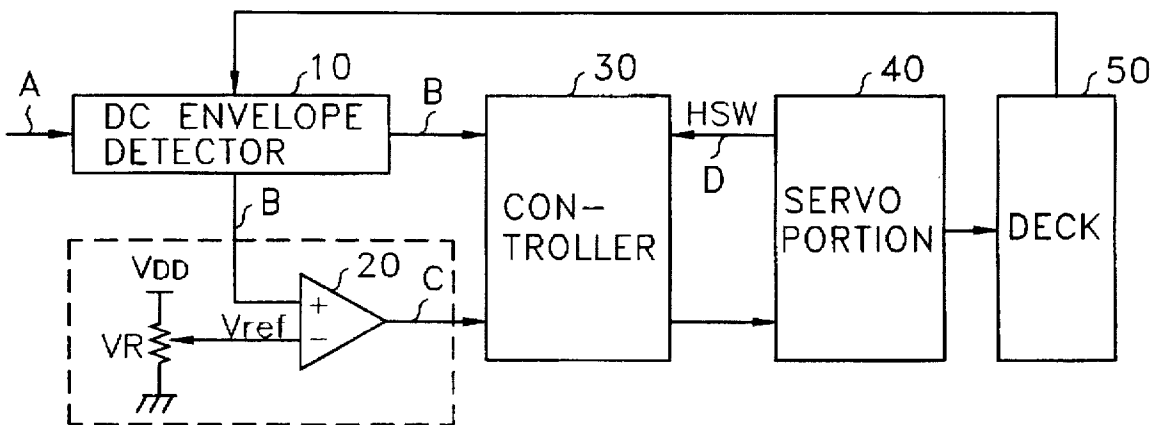 10
30
40
50
A
DC ENVELOPE
DETECTOR
B
HSW
D
B
CON-
TROLLER
SERVO
PORTION
DECK
VDD
20
C
VR
Vref
+
−